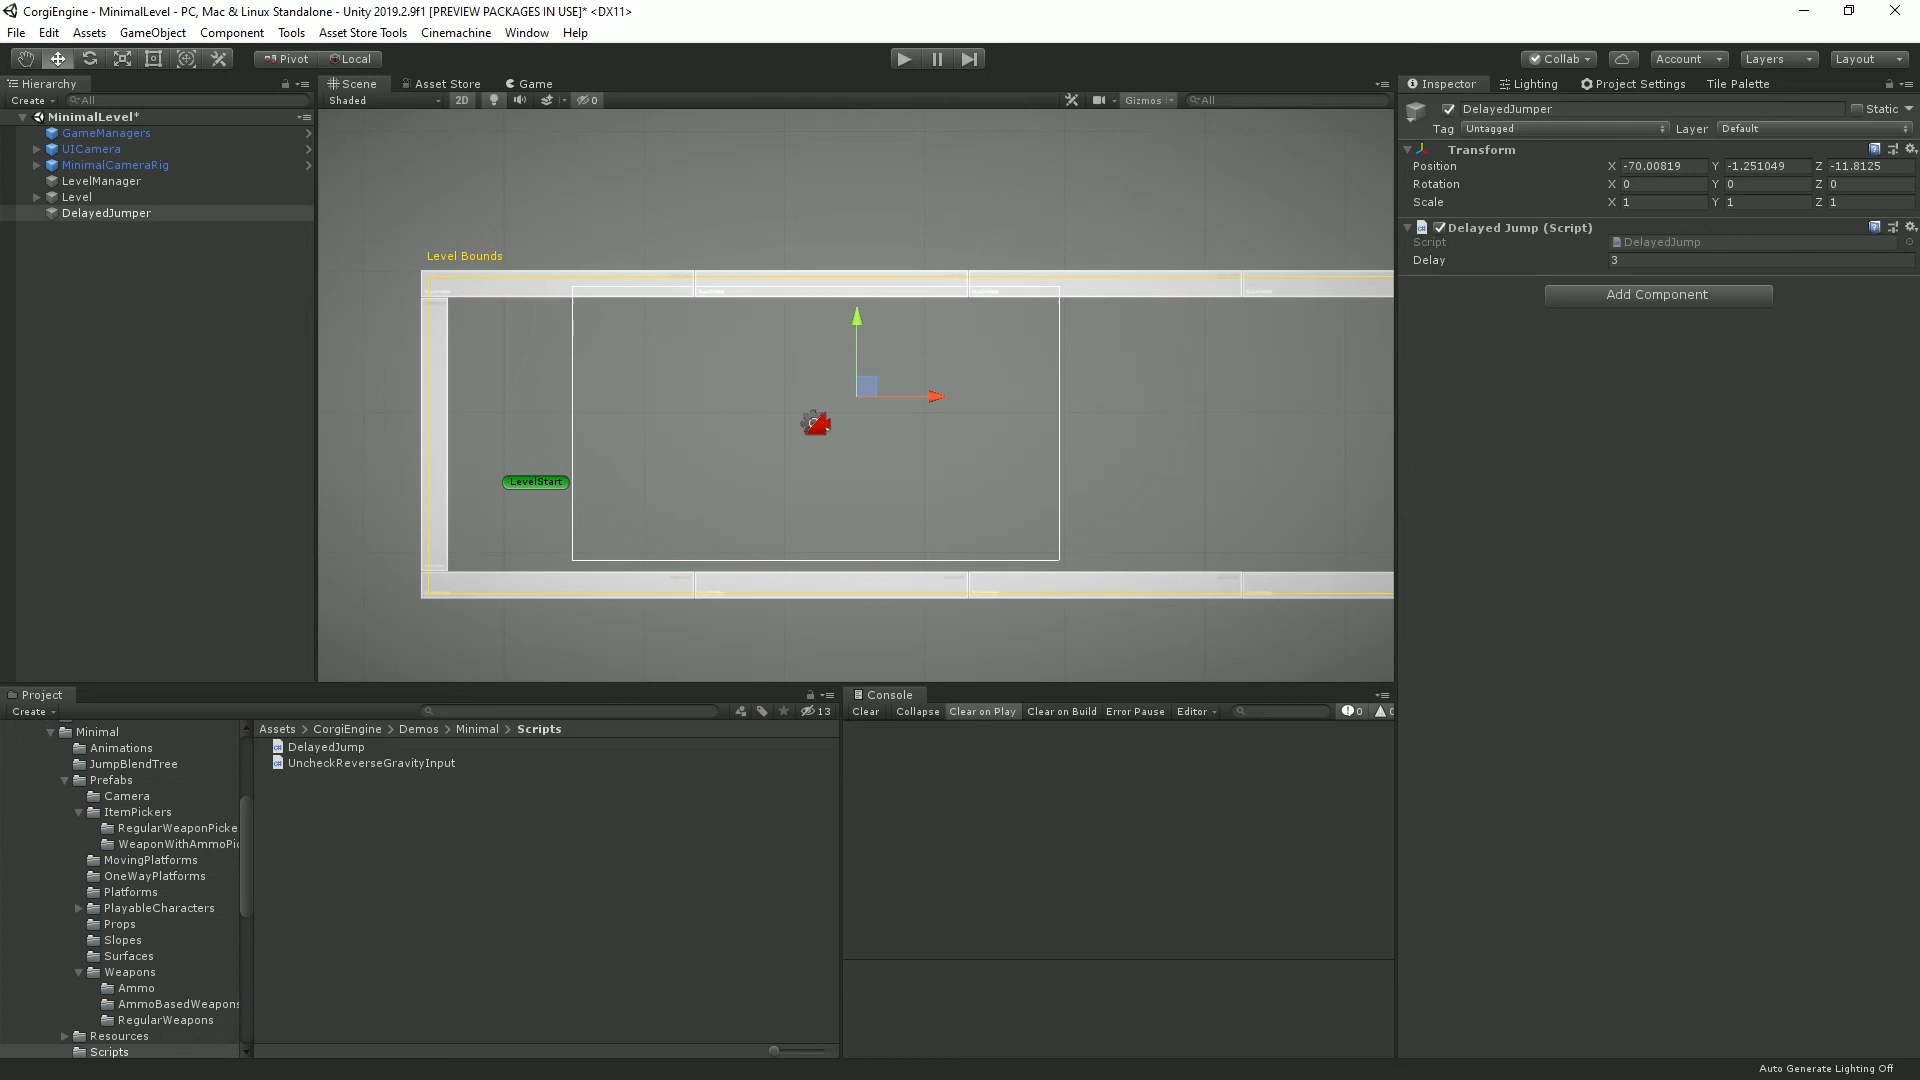 CorgiEngine - MinimalLevel - PC, Mac & Linux Standalone - Unity 2019.2.9f1 [PREVIEW PACKAGES IN USE]* <DX11>
File Edit Assets GameObject Component Tools Asset Store Tools Cinemachine Window Help
Pivot Local Collab Account Layers Layout
Hierarchy
Create All
MinimalLevel*
GameManagers
UICamera
MinimalCameraRig
LevelManager
Level
DelayedJumper
Scene Asset Store Game
Shaded 2D 0 Gizmos All
Level Bounds
LevelStart
Inspector Lighting Project Settings Tile Palette
DelayedJumper Static
Tag Untagged Layer Default
Transform
Position X -70.00819 Y -1.251049 Z -11.8125
Rotation X 0 Y 0 Z 0
Scale X 1 Y 1 Z 1
Delayed Jump (Script)
Script DelayedJump
Delay 3
Add Component
Project
Create 13
Minimal
Animations
JumpBlendTree
Prefabs
Camera
ItemPickers
RegularWeaponPicke
WeaponWithAmmoPi
MovingPlatforms
OneWayPlatforms
Platforms
PlayableCharacters
Props
Slopes
Surfaces
Weapons
Ammo
AmmoBasedWeapons
RegularWeapons
Resources
Scripts
Assets > CorgiEngine > Demos > Minimal > Scripts
DelayedJump
UncheckReverseGravityInput
Console
Clear Collapse Clear on Play Clear on Build Error Pause Editor 0 0
Auto Generate Lighting Off